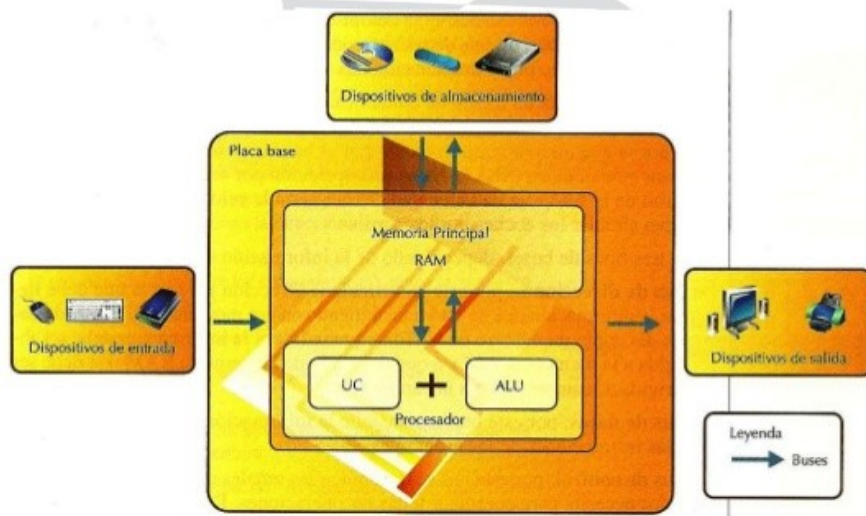 Dispositivos de almacenamiento
Placa base
Memoria Principal
RAM
Dispositivos de entrada
UC
+
ALU
Procesador
Dispositivos de salida
Leyenda
Buses